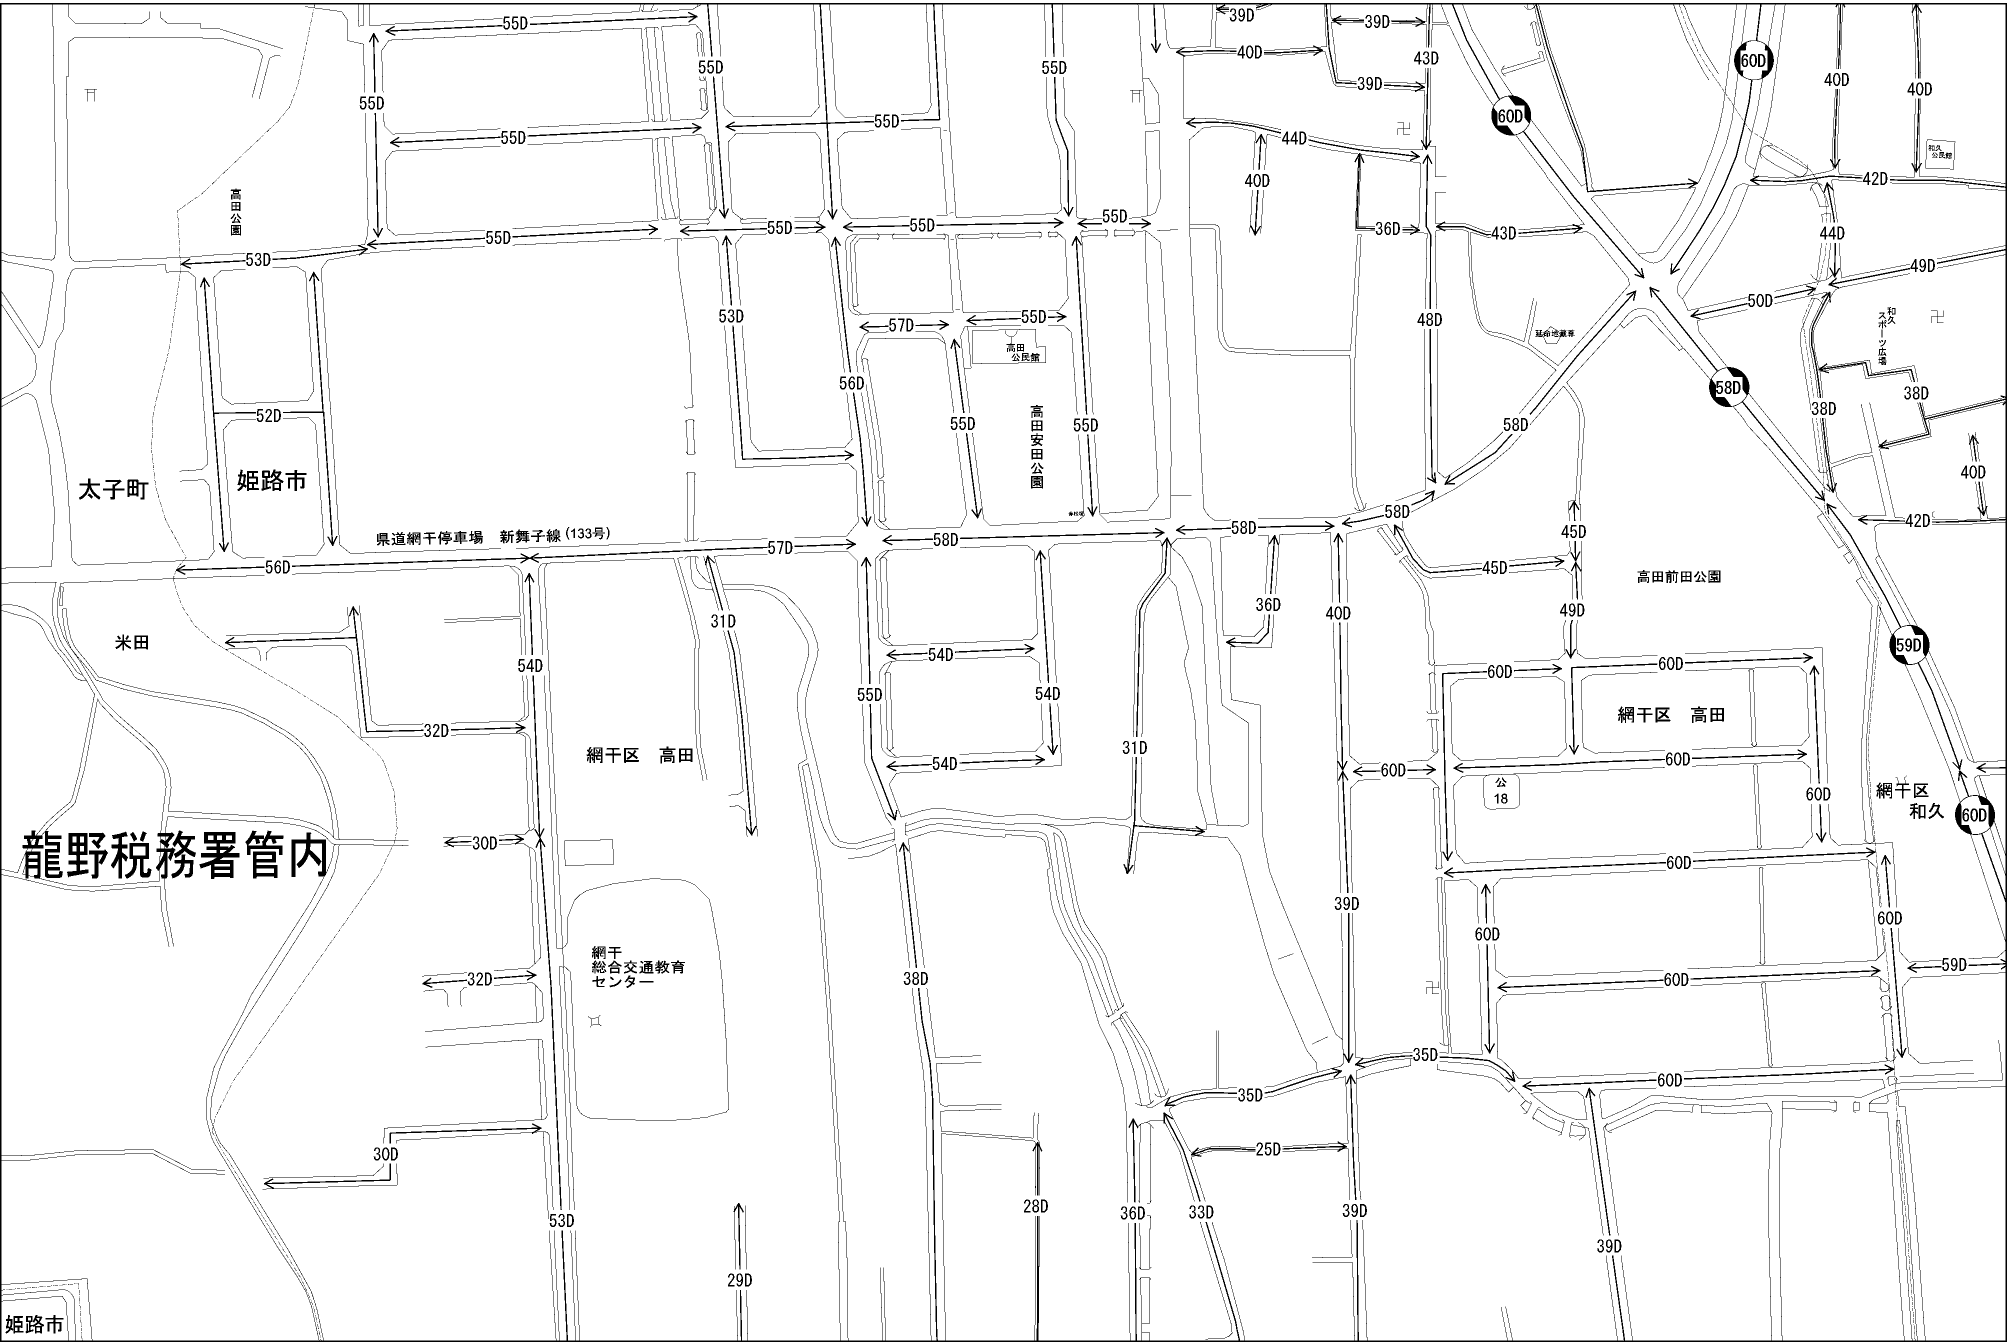 55D
39D
39D
40D
43D
60D
55D
55D
55D
39D
40D
40D
55D
60D
55D
55D
44D
和久
公民館
40D
42D
高田公園
55D
55D
55D
55D
36D
43D
44D
53D
49D
50D
53D
57D
55D
48D
和久
スポーツ広場
延命地蔵尊
高田
公民館
56D
58D
38D
38D
52D
55D
高田安田公園
55D
58D
太子町
姫路市
40D
58D
42D
県道網干停車場 新舞子線(133号)
58D
45D
56D
57D
58D
45D
高田前田公園
31D
36D
40D
49D
米田
54D
54D
59D
60D
60D
55D
54D
網干区 高田
32D
網干区 高田
54D
31D
60D
60D
公
18
60D
網干区
和久
60D
龍野税務署管内
30D
60D
39D
60D
60D
網干
総合交通教育
センター
32D
38D
60D
59D
35D
60D
35D
30D
25D
53D
28D
36D
33D
39D
39D
29D
姫路市